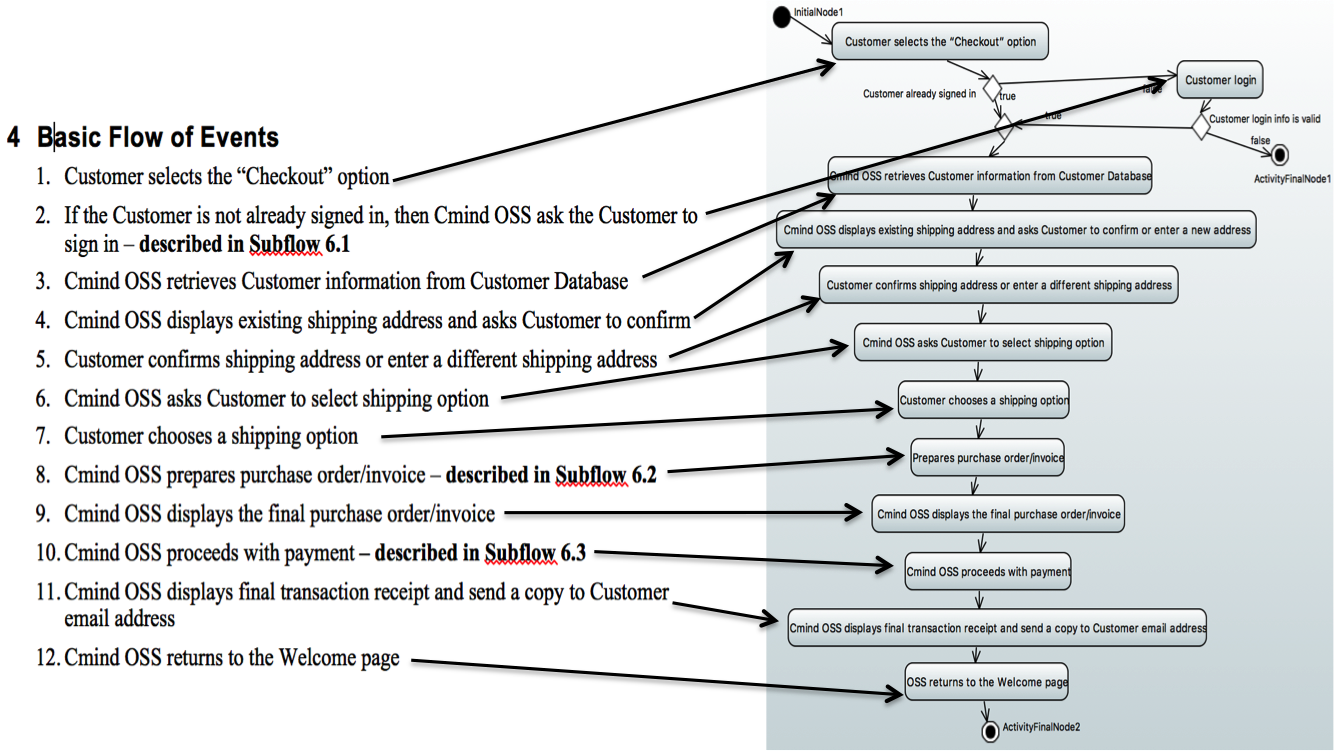 4 Basic Flow of Events
1. Customer selects the “Checkout” option
2. If the Customer is not already signed in, then Cmind OSS ask the Customer to
sign in – described in Subflow 6.1
3. Cmind OSS retrieves Customer information from Customer Database
4. Cmind OSS displays existing shipping address and asks Customer to confirm
5. Customer confirms shipping address or enter a different shipping address
6. Cmind OSS asks Customer to select shipping option
7. Customer chooses a shipping option
8. Cmind OSS prepares purchase order/invoice – described in Subflow 6.2
9. Cmind OSS displays the final purchase order/invoice
10. Cmind OSS proceeds with payment – described in Subflow 6.3
11. Cmind OSS displays final transaction receipt and send a copy to Customer
email address
12. Cmind OSS returns to the Welcome page
InitialNode1
Customer selects the "Checkout" option
Customer already signed in
true
false
Customer login
true
Customer login info is valid
false
ActivityFinalNode1
Cmind OSS retrieves Customer information from Customer Database
Cmind OSS displays existing shipping address and asks Customer to confirm or enter a new address
Customer confirms shipping address or enter a different shipping address
Cmind OSS asks Customer to select shipping option
Customer chooses a shipping option
Prepares purchase order/invoice
Cmind OSS displays the final purchase order/invoice
Cmind OSS proceeds with payment
Cmind OSS displays final transaction receipt and send a copy to Customer email address
OSS returns to the Welcome page
ActivityFinalNode2